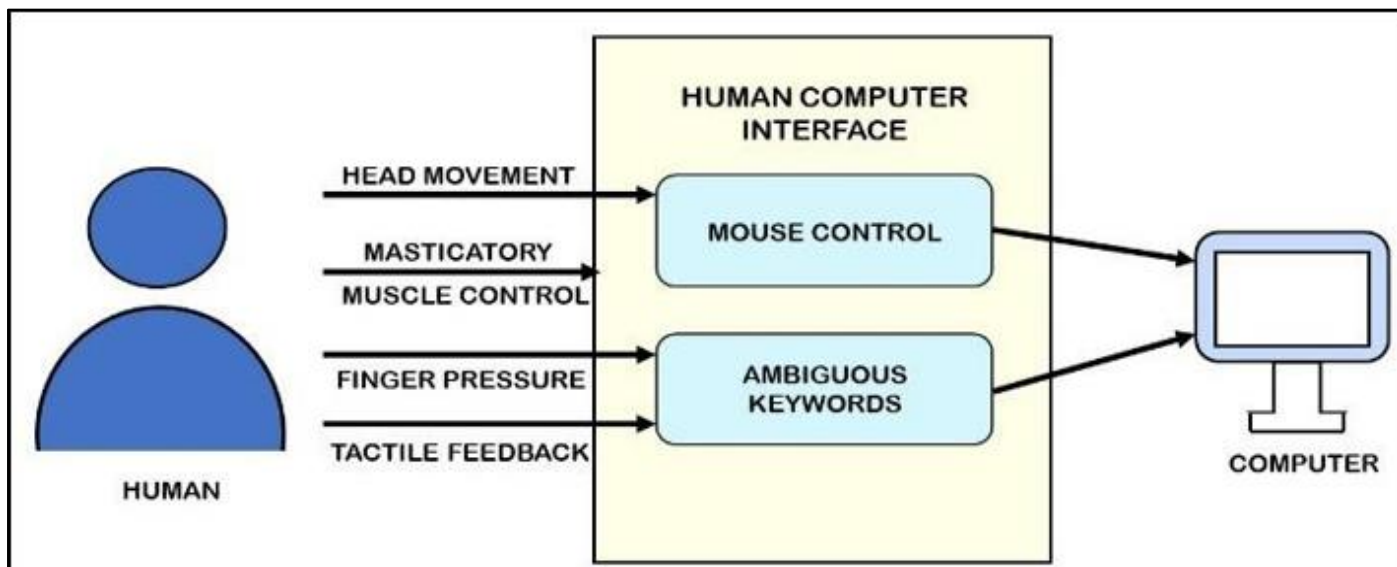 HUMAN COMPUTER
INTERFACE
HEAD MOVEMENT
MOUSE CONTROL
MASTICATORY
MUSCLE CONTROL
FINGER PRESSURE
AMBIGUOUS
KEYWORDS
TACTILE FEEDBACK
HUMAN
COMPUTER